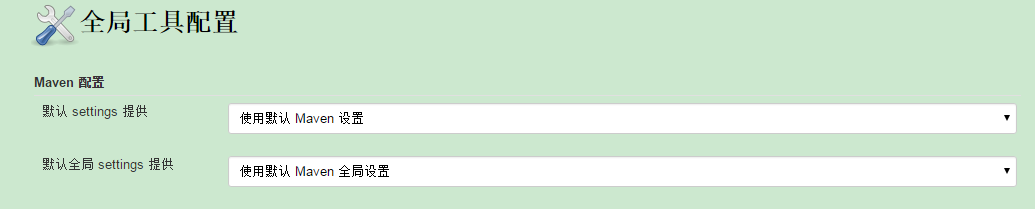 全局工具配置
Maven 配置
默认 settings 提供
使用默认 Maven 设置
默认全局 settings 提供
使用默认 Maven 全局设置